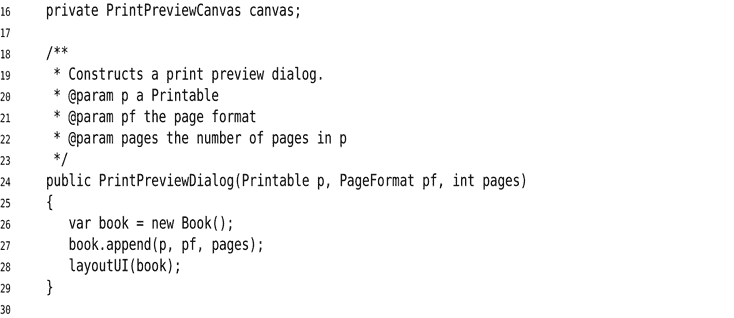 16 private PrintPreviewCanvas canvas;
17
18 /**
19  * Constructs a print preview dialog.
20  * @param p a Printable
21  * @param pf the page format
22  * @param pages the number of pages in p
23  */
24 public PrintPreviewDialog(Printable p, PageFormat pf, int pages)
25 {
26    var book = new Book();
27    book.append(p, pf, pages);
28    layoutUI(book);
29 }
30